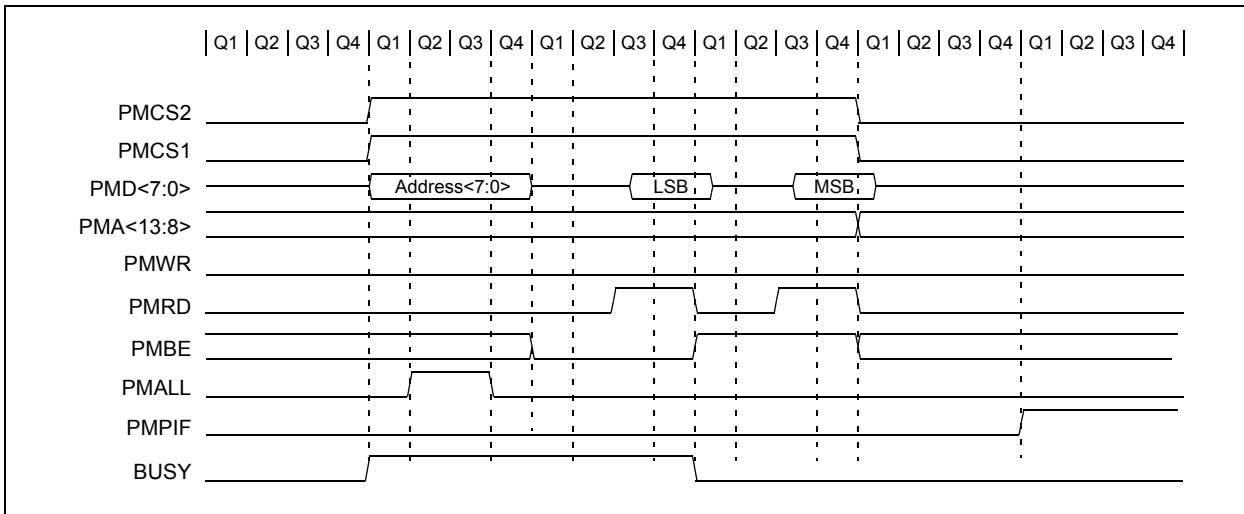 Q1 Q2 Q3 Q4 Q1 Q2 Q3 Q4 Q1 Q2 Q3 Q4 Q1 Q2 Q3 Q4 Q1 Q2 Q3 Q4 Q1 Q2 Q3 Q4
PMCS2
PMCS1
PMD<7:0> Address<7:0> LSB MSB
PMA<13:8>
PMWR
PMRD
PMBE
PMALL
PMPIF
BUSY